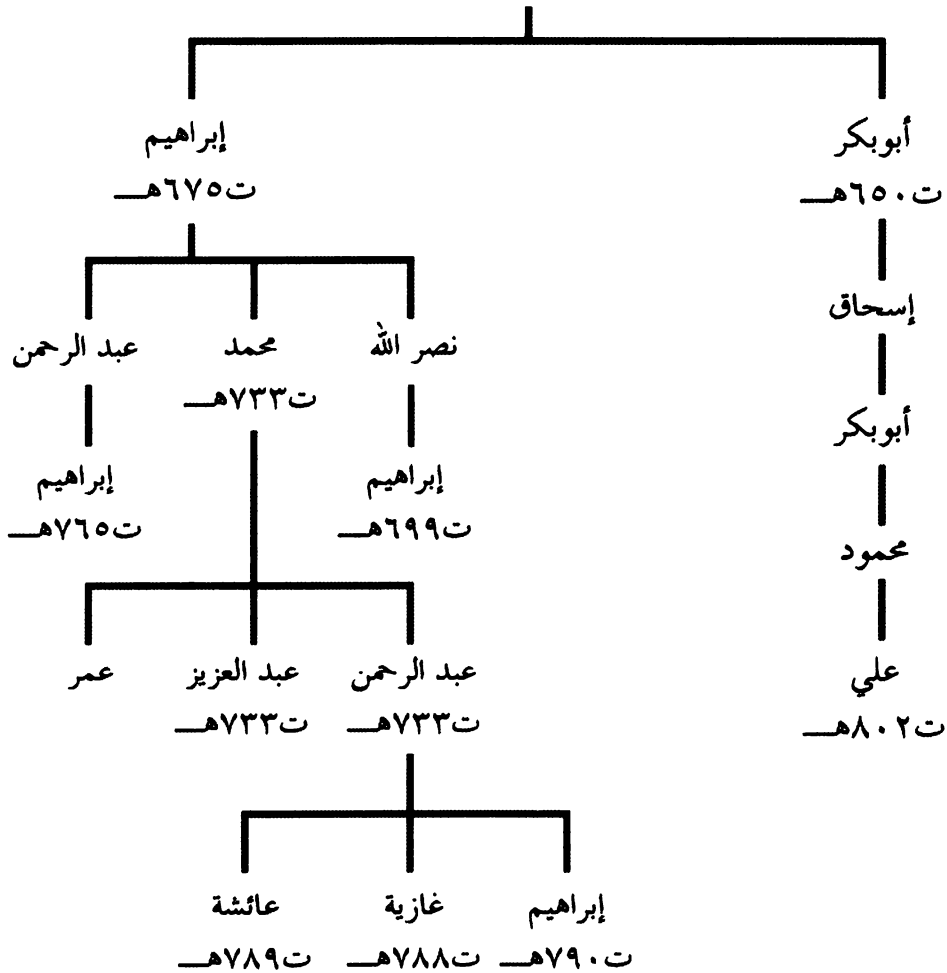 أبوبكر
ت٦٥٠هـ
إبراهيم
ت٦٧٥هـ
إسحاق
نصر الله
محمد
ت٧٣٣هـ
عبد الرحمن
أبوبكر
إبراهيم
ت٦٩٩هـ
إبراهيم
ت٧٦٥هـ
محمود
علي
ت٨٠٢هـ
عبد الرحمن
ت٧٣٣هـ
عبد العزيز
ت٧٣٣هـ
عمر
إبراهيم
ت٧٩٠هـ
غازية
ت٧٨٨هـ
عائشة
ت٧٨٩هـ